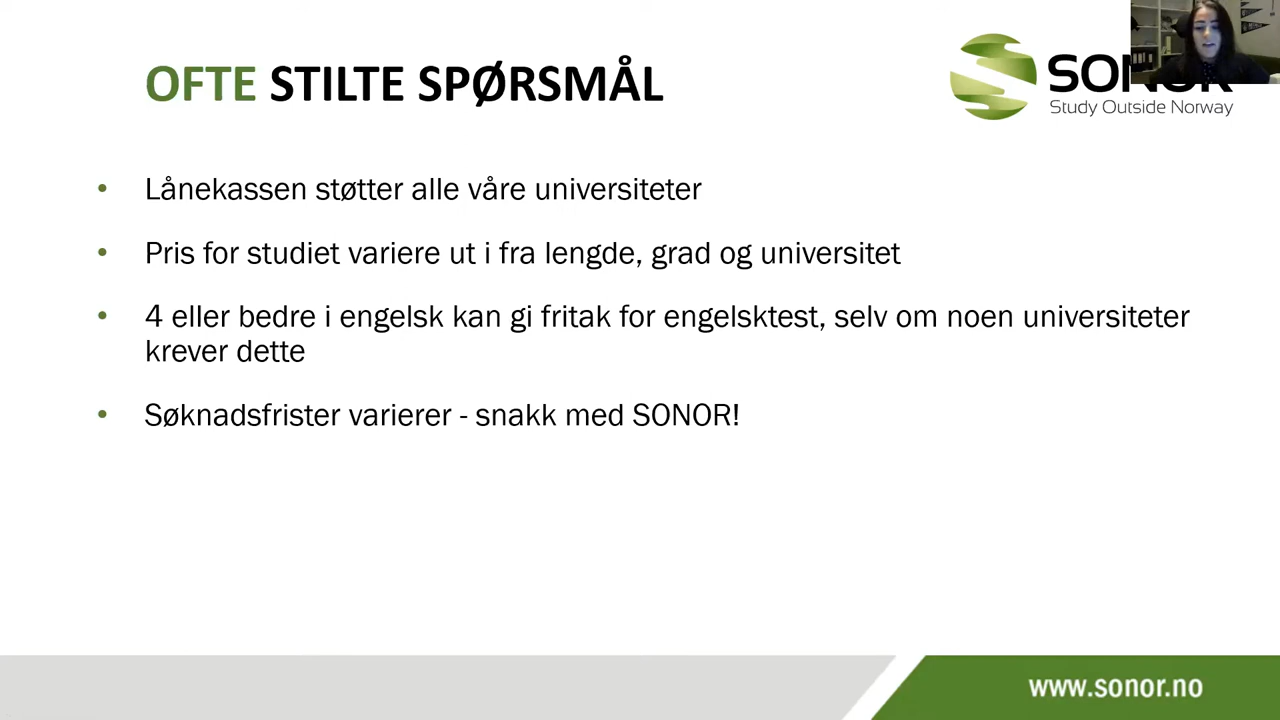 OFTE STILTE SPØRSMÅL
SONOR
Study Outside Norway
• Lånekassen støtter alle våre universiteter
• Pris for studiet variere ut i fra lengde, grad og universitet
• 4 eller bedre i engelsk kan gi fritak for engelsktest, selv om noen universiteter
krever dette
• Søknadsfrister varierer - snakk med SONOR!
www.sonor.no